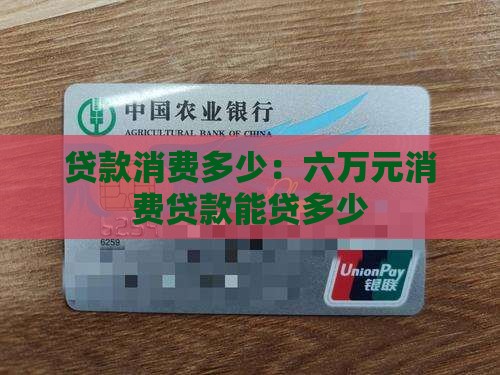 中国农业银行
AGRICULTURAL BANK OF CHINA
贷款消费多少：六万元消
费贷款能贷多少
6259
UnionPay
银联